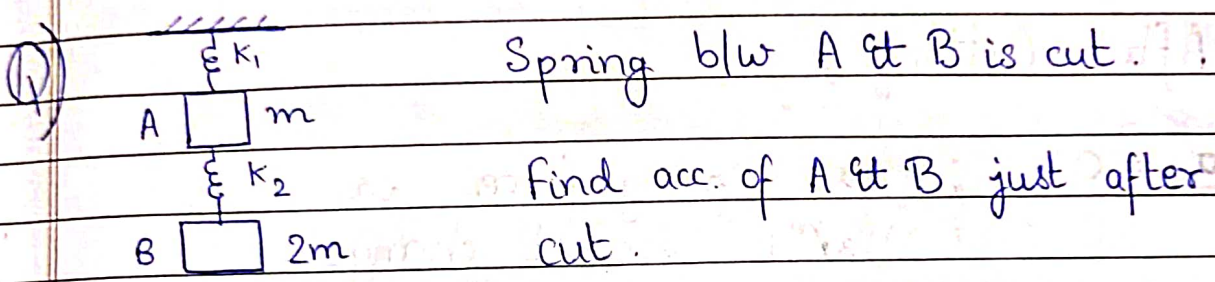 Q) K₁ Spring b/w A & B is cut.
A m
K₂ Find acc. of A & B just after
B 2m cut.